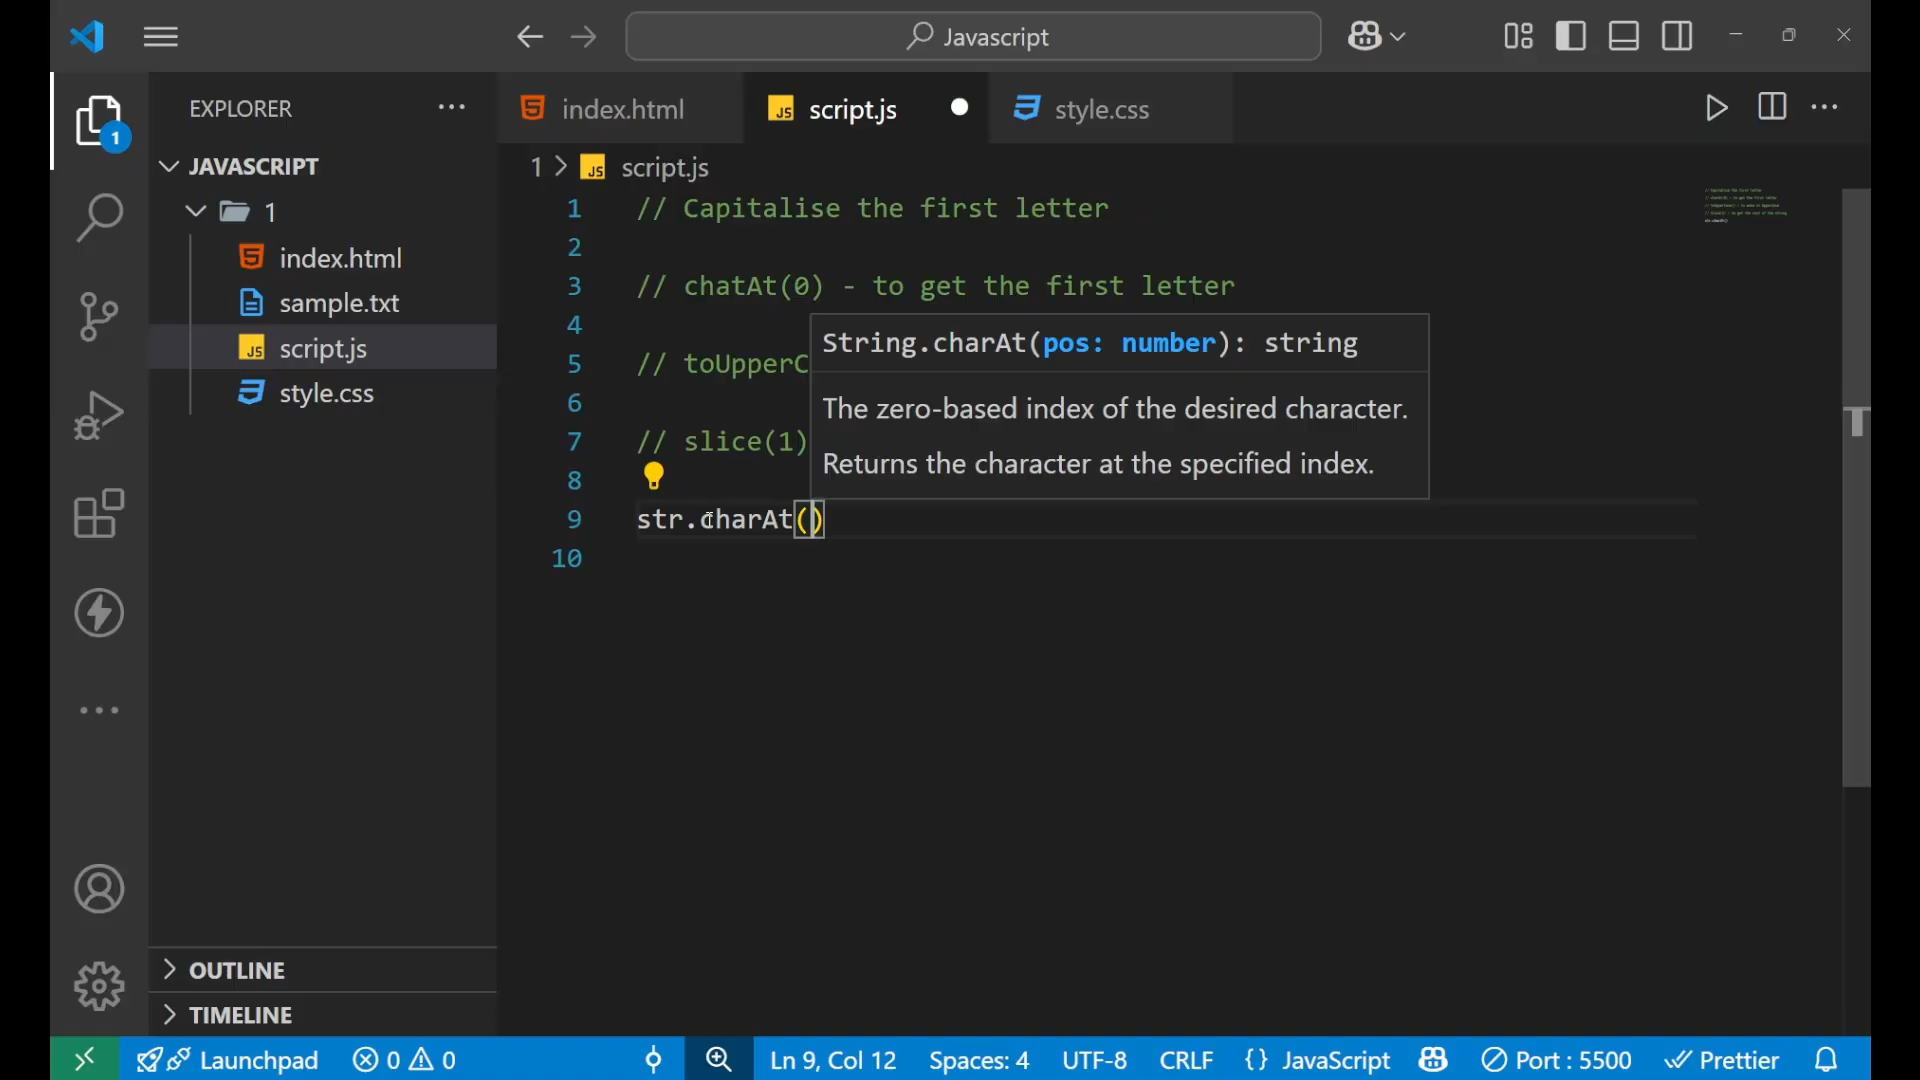 Javascript
EXPLORER
index.html
script.js
style.css
1
JAVASCRIPT
1
index.html
sample.txt
script.js
style.css
OUTLINE
TIMELINE
1 > script.js
1 // Capitalise the first letter
2
3 // chatAt(0) - to get the first letter
4
5 // toUpperC
6
7 // slice(1)
8
9 str.charAt()
10
String.charAt(pos: number): string
The zero-based index of the desired character.
Returns the character at the specified index.
Launchpad 0 0 Ln 9, Col 12 Spaces: 4 UTF-8 CRLF {} JavaScript Port : 5500 Prettier